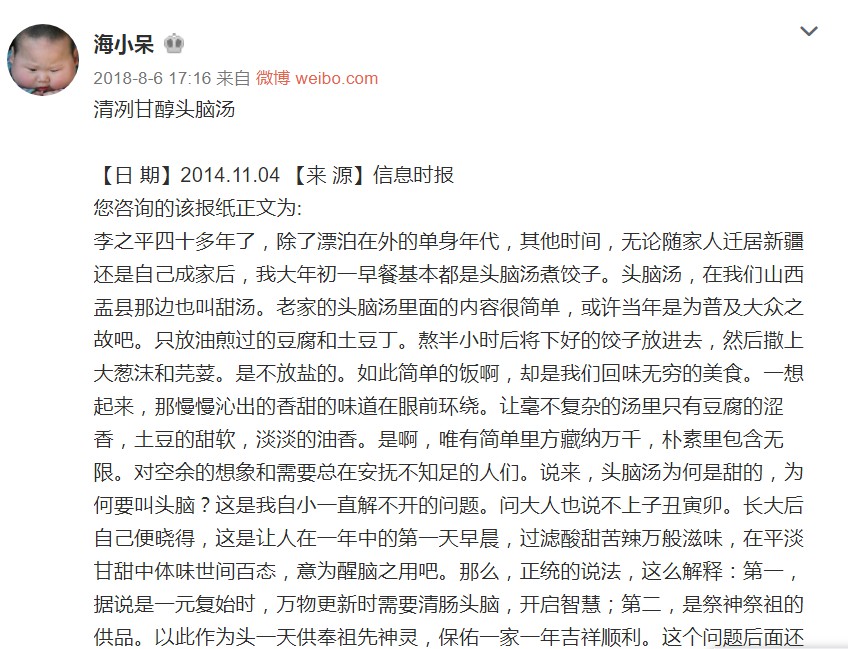 海小呆
2018-8-6 17:16 来自 微博 weibo.com
清冽甘醇头脑汤
【日 期】2014.11.04 【来 源】信息时报
您咨询的该报纸正文为:
李之平四十多年了，除了漂泊在外的单身年代，其他时间，无论随家人迁居新疆
还是自己成家后，我大年初一早餐基本都是头脑汤煮饺子。头脑汤，在我们山西
盂县那边也叫甜汤。老家的头脑汤里面的内容很简单，或许当年是为普及大众之
故吧。只放油煎过的豆腐和土豆丁。熬半小时后将下好的饺子放进去，然后撒上
大葱沫和芫荽。是不放盐的。如此简单的饭啊，却是我们回味无穷的美食。一想
起来，那慢慢沁出的香甜的味道在眼前环绕。让毫不复杂的汤里只有豆腐的涩
香，土豆的甜软，淡淡的油香。是啊，唯有简单里方藏纳万千，朴素里包含无
限。对空余的想象和需要总在安抚不知足的人们。说来，头脑汤为何是甜的，为
何要叫头脑？这是我自小一直解不开的问题。问大人也说不上子丑寅卯。长大后
自己便晓得，这是让人在一年中的第一天早晨，过滤酸甜苦辣万般滋味，在平淡
甘甜中体味世间百态，意为醒脑之用吧。那么，正统的说法，这么解释：第一，
据说是一元复始时，万物更新时需要清肠头脑，开启智慧；第二，是祭神祭祖的
供品。以此作为头一天供奉祖先神灵，保佑一家一年吉祥顺利。这个问题后面还